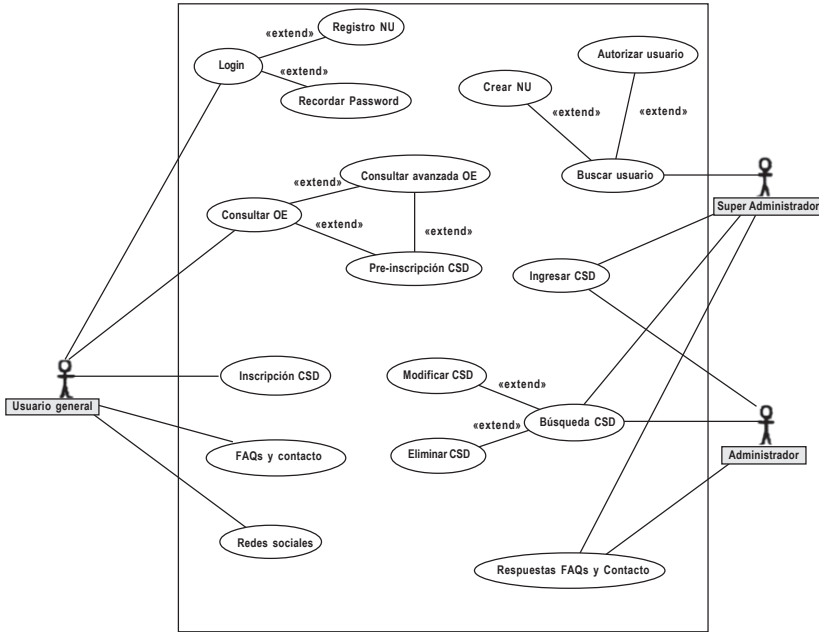 «extend»
Registro NU
Login
«extend»
Recordar Password
Autorizar usuario
Crear NU
«extend»
«extend»
Buscar usuario
Super Administrador
Consultar avanzada OE
«extend»
Consultar OE
«extend»
«extend»
Pre-inscripción CSD
Ingresar CSD
Usuario general
Inscripción CSD
Modificar CSD
«extend»
Búsqueda CSD
«extend»
Eliminar CSD
Administrador
FAQs y contacto
Redes sociales
Respuestas FAQs y Contacto